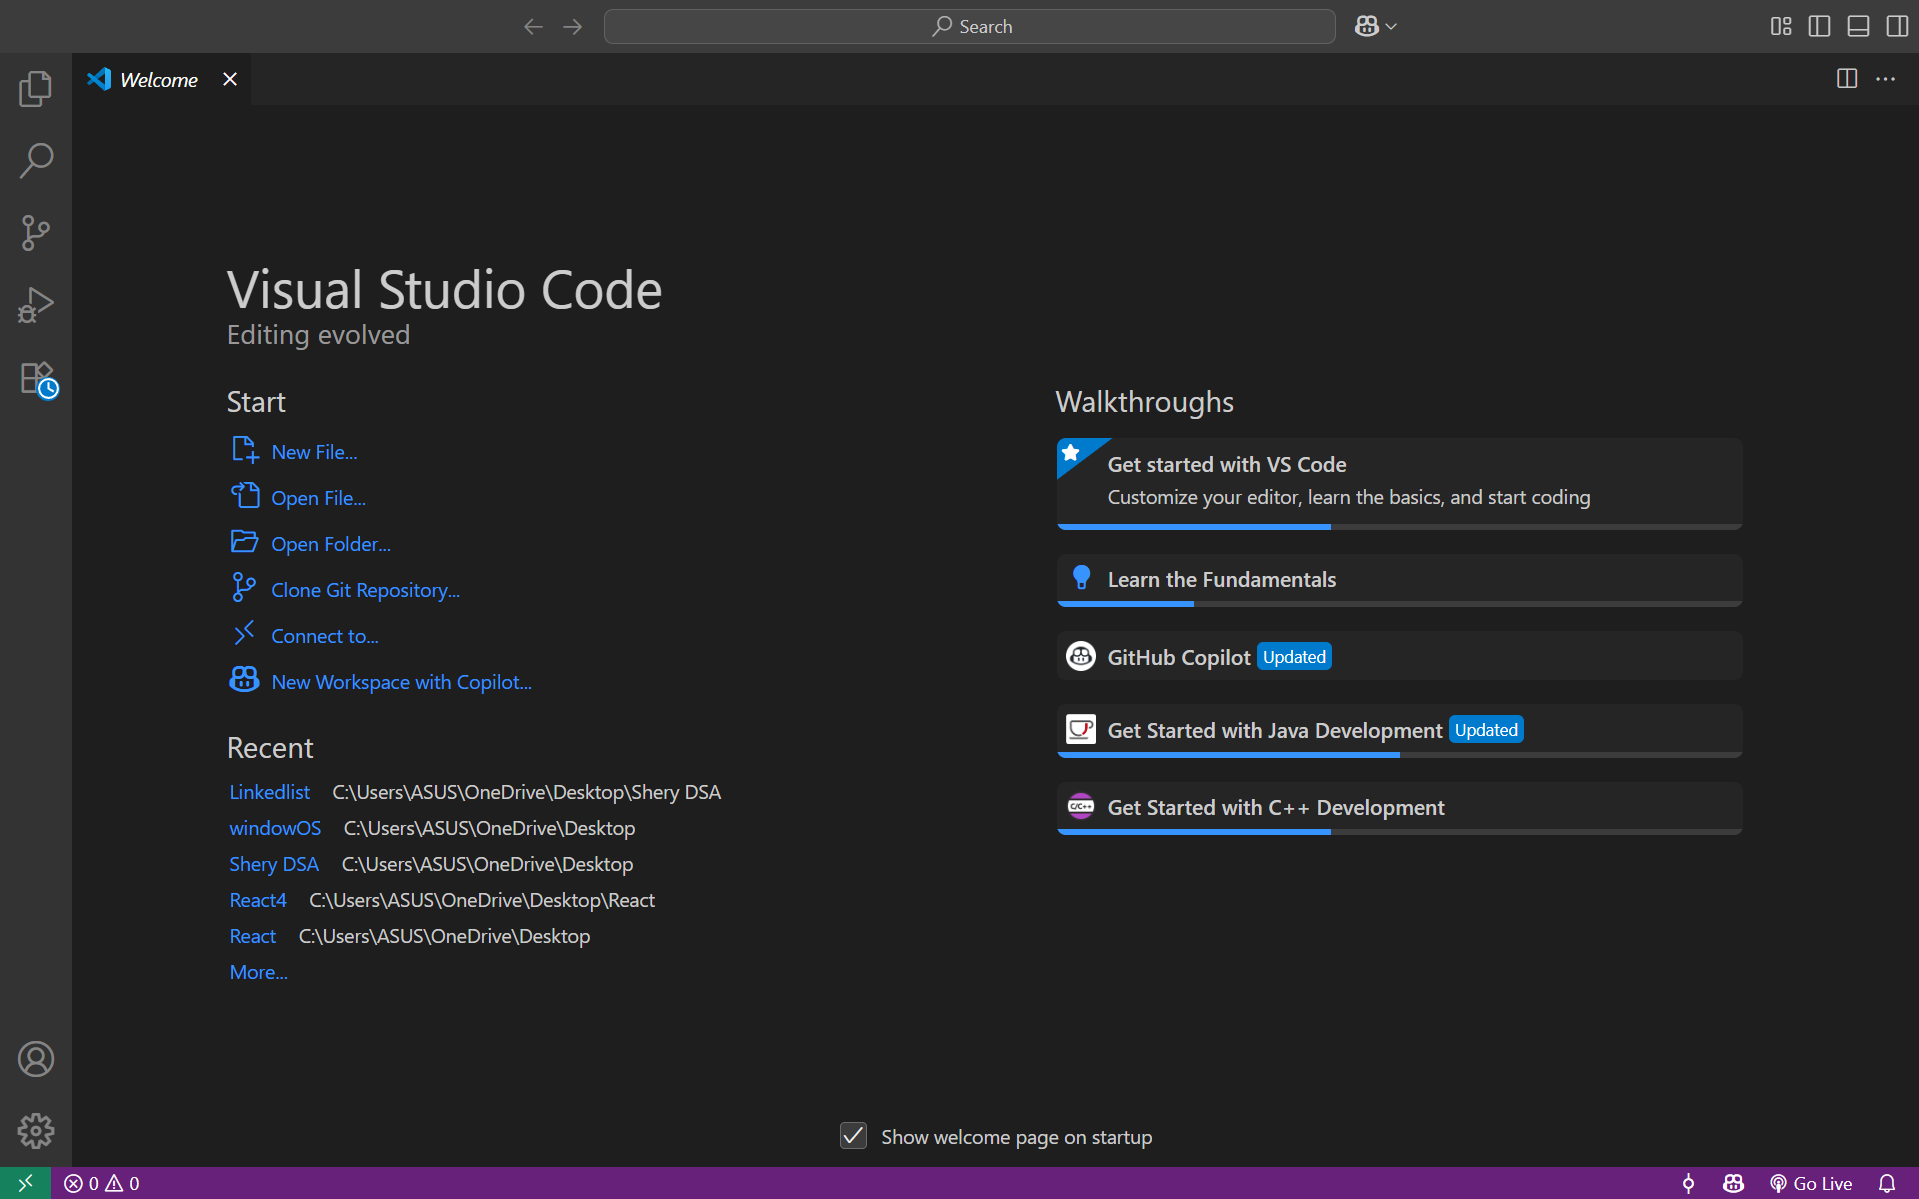 Search
Welcome
Visual Studio Code
Editing evolved
Start
New File...
Open File...
Open Folder...
Clone Git Repository...
Connect to...
New Workspace with Copilot...
Recent
Linkedlist C:\Users\ASUS\OneDrive\Desktop\Shery DSA
windowOS C:\Users\ASUS\OneDrive\Desktop
Shery DSA C:\Users\ASUS\OneDrive\Desktop
React4 C:\Users\ASUS\OneDrive\Desktop\React
React C:\Users\ASUS\OneDrive\Desktop
More...
Walkthroughs
Get started with VS Code
Customize your editor, learn the basics, and start coding
Learn the Fundamentals
GitHub Copilot Updated
Get Started with Java Development Updated
C/C++ Get Started with C++ Development
Show welcome page on startup
0 0 Go Live